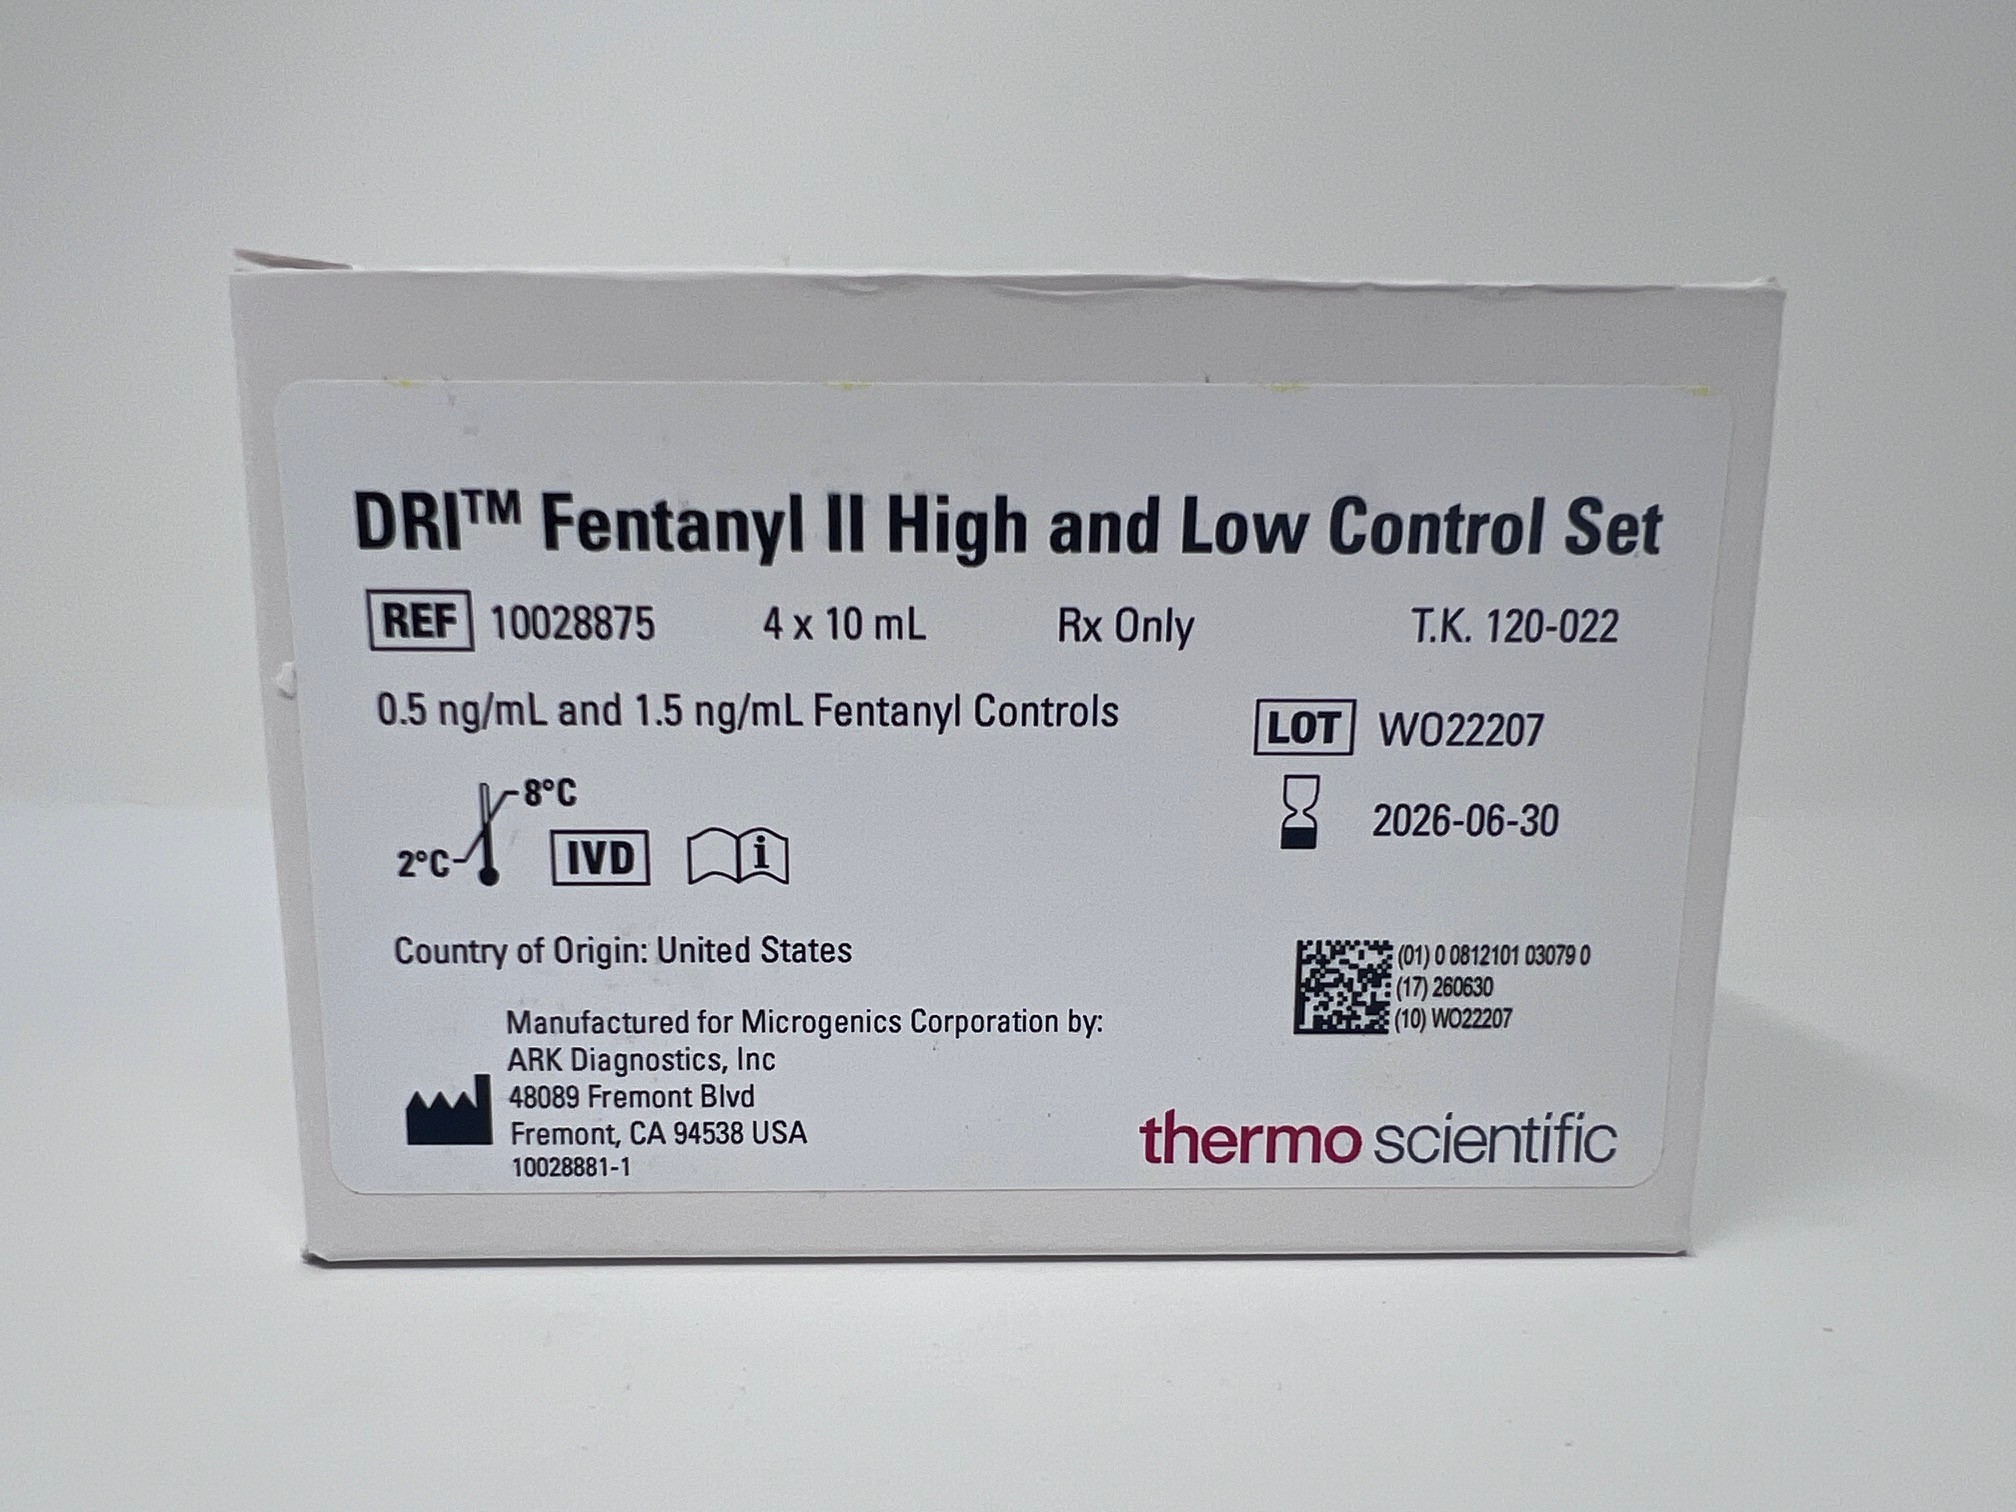 DRI™ Fentanyl II High and Low Control Set
REF 10028875 4 x 10 mL Rx Only T.K. 120-022
0.5 ng/mL and 1.5 ng/mL Fentanyl Controls
LOT WO22207
8°C
2°C
IVD
i
2026-06-30
Country of Origin: United States
(01) 0 0812101 03079 0
(17) 260630
(10) WO22207
Manufactured for Microgenics Corporation by:
ARK Diagnostics, Inc
48089 Fremont Blvd
Fremont, CA 94538 USA
10028881-1
thermo scientific